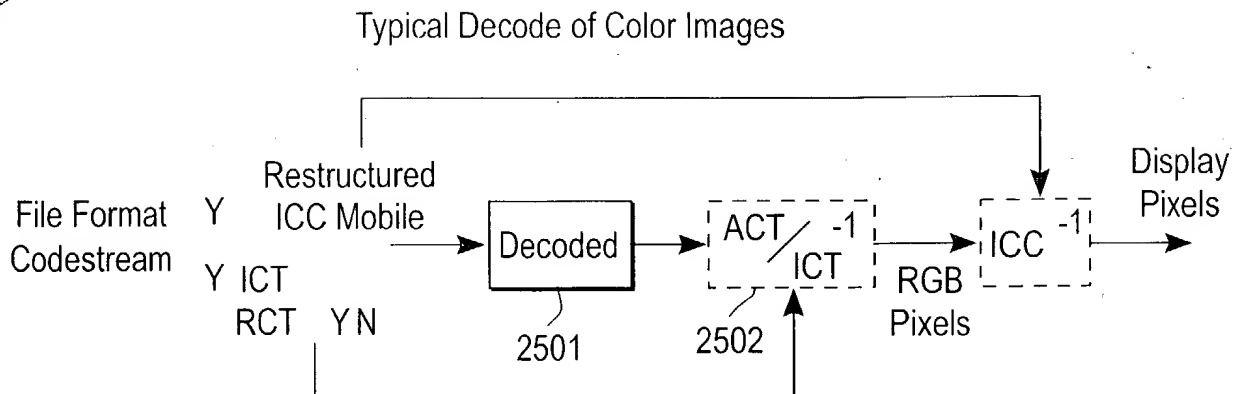 Typical Decode of Color Images
File Format
Codestream
Y
Y
Restructured
ICC Mobile
ICT
RCT
Y N
Decoded
2501
ACT / -1
ICT
2502
RGB
Pixels
ICC -1
Display
Pixels